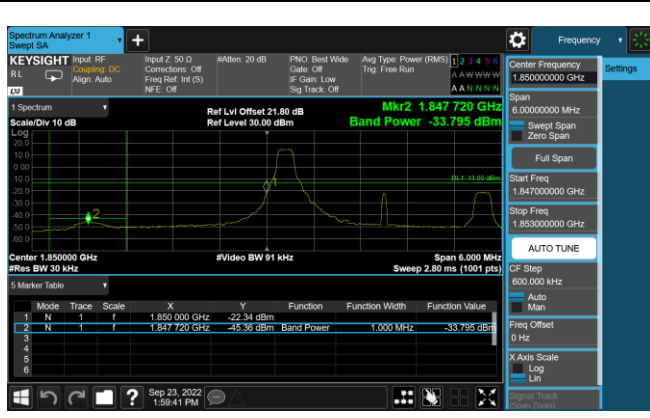 Spectrum Analyzer 1
Swept SA
+
Frequency
KEYSIGHT
RL
LXI
Input: RF
Coupling: DC
Align: Auto
Input Z: 50 Ω
Corrections: Off
Freq Ref: Int (S)
NFE: Off
#Atten: 20 dB
PNO: Best Wide
Gate: Off
IF Gain: Low
Sig Track: Off
Avg Type: Power (RMS)
Trig: Free Run
1 2 3 4 5 6
A A W W W W
A A N N N N
1 Spectrum
Scale/Div 10 dB
Ref Lvl Offset 21.80 dB
Ref Level 30.00 dBm
Mkr2 1.847 720 GHz
Band Power -33.795 dBm
Log
20.0
10.0
0.00
-10.0
-20.0
-30.0
-40.0
-50.0
-60.0
DL1 -13.00 dBm
1
2
Center 1.850000 GHz
#Res BW 30 kHz
#Video BW 91 kHz
Span 6.000 MHz
Sweep 2.80 ms (1001 pts)
5 Marker Table
Mode Trace Scale X Y Function Function Width Function Value
1 N 1 f 1.850 000 GHz -22.34 dBm
2 N 1 f 1.847 720 GHz -45.36 dBm Band Power 1.000 MHz -33.795 dBm
3
4
5
6
Sep 23, 2022
1:59:41 PM
?
Center Frequency
1.850000000 GHz
Span
6.00000000 MHz
Swept Span
Zero Span
Full Span
Start Freq
1.847000000 GHz
Stop Freq
1.853000000 GHz
AUTO TUNE
CF Step
600.000 kHz
Auto
Man
Freq Offset
0 Hz
X Axis Scale
Log
Lin
Signal Track
(Span Zoom)
Settings